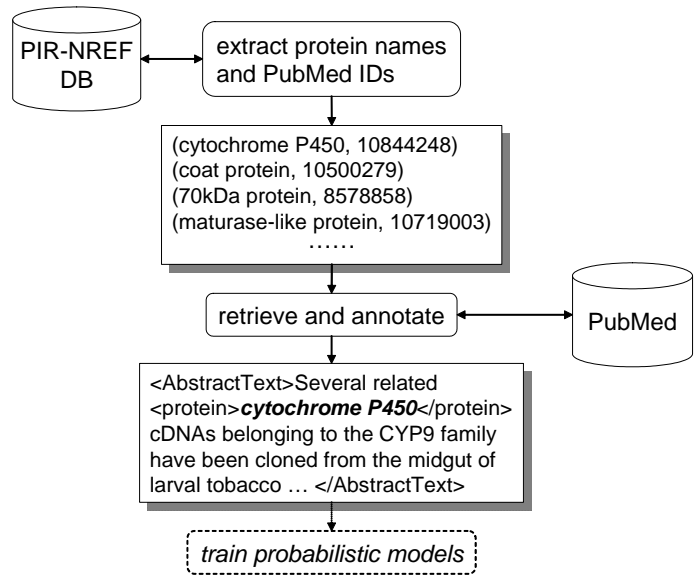 PIR-NREF
DB
extract protein names
and PubMed IDs
(cytochrome P450, 10844248)
(coat protein, 10500279)
(70kDa protein, 8578858)
(maturase-like protein, 10719003)
……
retrieve and annotate
PubMed
<AbstractText>Several related
<protein>cytochrome P450</protein>
cDNAs belonging to the CYP9 family
have been cloned from the midgut of
larval tobacco … </AbstractText>
train probabilistic models